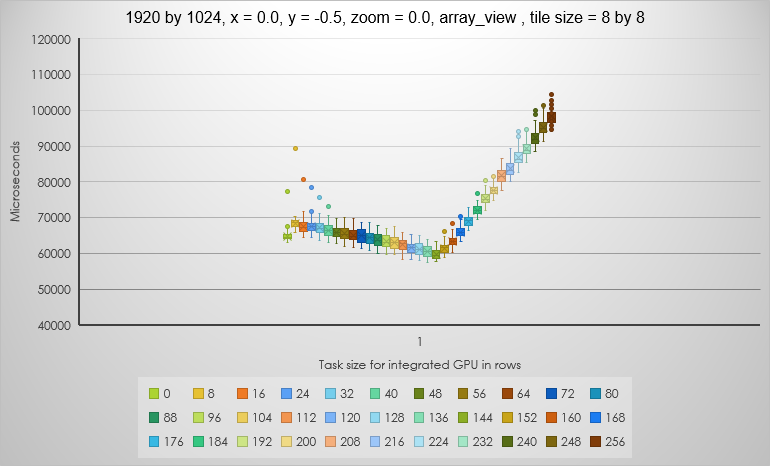 1920 by 1024, x = 0.0, y = -0.5, zoom = 0.0, array_view , tile size = 8 by 8
120000
110000
100000
90000
80000
70000
60000
50000
40000
Microseconds
1
Task size for integrated GPU in rows
0 8 16 24 32 40 48 56 64 72 80
88 96 104 112 120 128 136 144 152 160 168
176 184 192 200 208 216 224 232 240 248 256